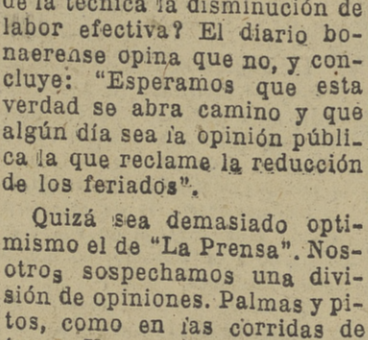 de la técnica la disminución de
labor efectiva? El diario bo-
naerense opina que no, y con-
cluye: "Esperamos que esta
verdad se abra camino y que
algún día sea la opinión públi-
ca la que reclame la reducción
de los feriados".
Quizá sea demasiado opti-
mismo el de "La Prensa". Nos-
otros sospechamos una divi-
sión de opiniones. Palmas y pi-
tos, como en las corridas de